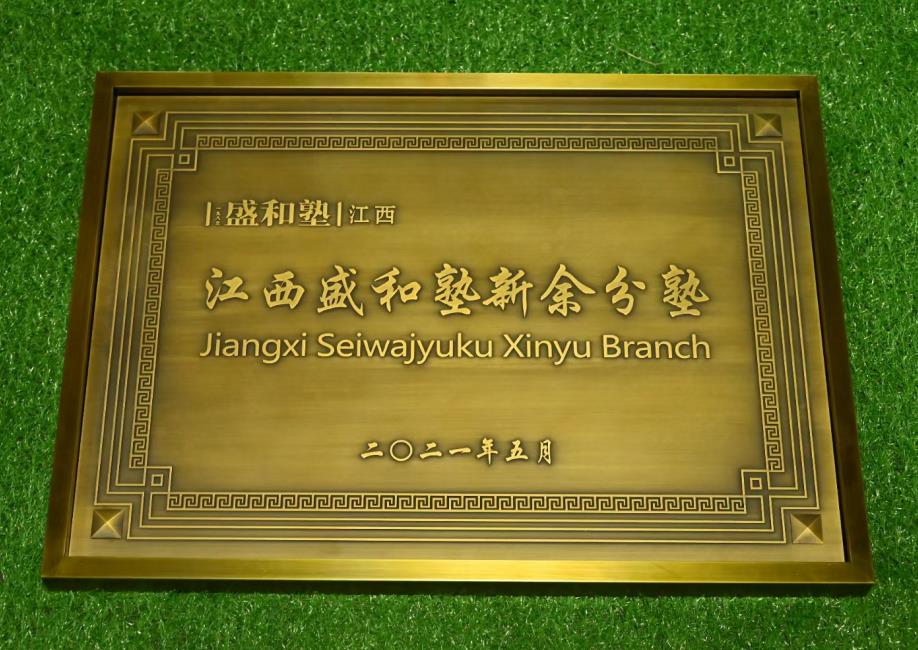 盛和塾 江西
江西盛和塾新余分塾
Jiangxi Seiwajyuku Xinyu Branch
二〇二一年五月